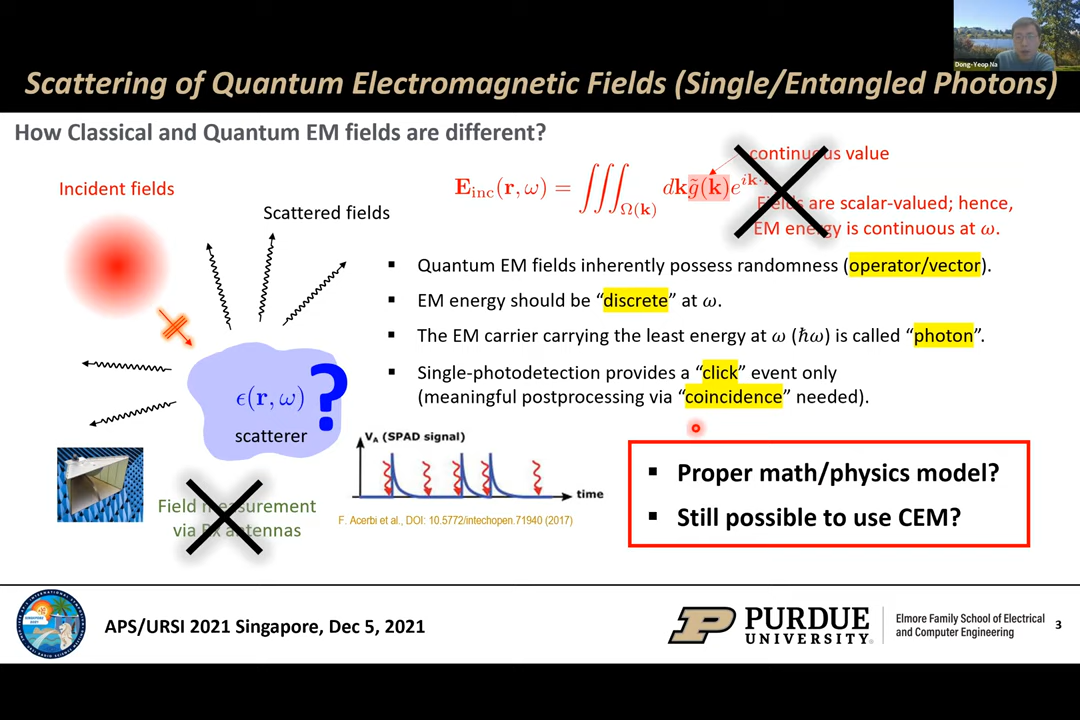 Dong-Yeop Na
Scattering of Quantum Electromagnetic Fields (Single/Entangled Photons)
How Classical and Quantum EM fields are different?
Incident fields
Scattered fields
E_inc(r, ω) = ∭_Ω(k) dk g̃(k) e^{ik·
continuous value
Fields are scalar-valued; hence,
EM energy is continuous at ω.
▪ Quantum EM fields inherently possess randomness (operator/vector).
▪ EM energy should be “discrete” at ω.
▪ The EM carrier carrying the least energy at ω (ℏω) is called “photon”.
▪ Single-photodetection provides a “click” event only
(meaningful postprocessing via “coincidence” needed).
ϵ(r, ω)
?
scatterer
Field measurement
via Rx antennas
V_A (SPAD signal)
time
F. Acerbi et al., DOI: 10.5772/intechopen.71940 (2017)
▪ Proper math/physics model?
▪ Still possible to use CEM?
APS/URSI 2021 Singapore, Dec 5, 2021
P PURDUE
UNIVERSITY®
Elmore Family School of Electrical
and Computer Engineering
3